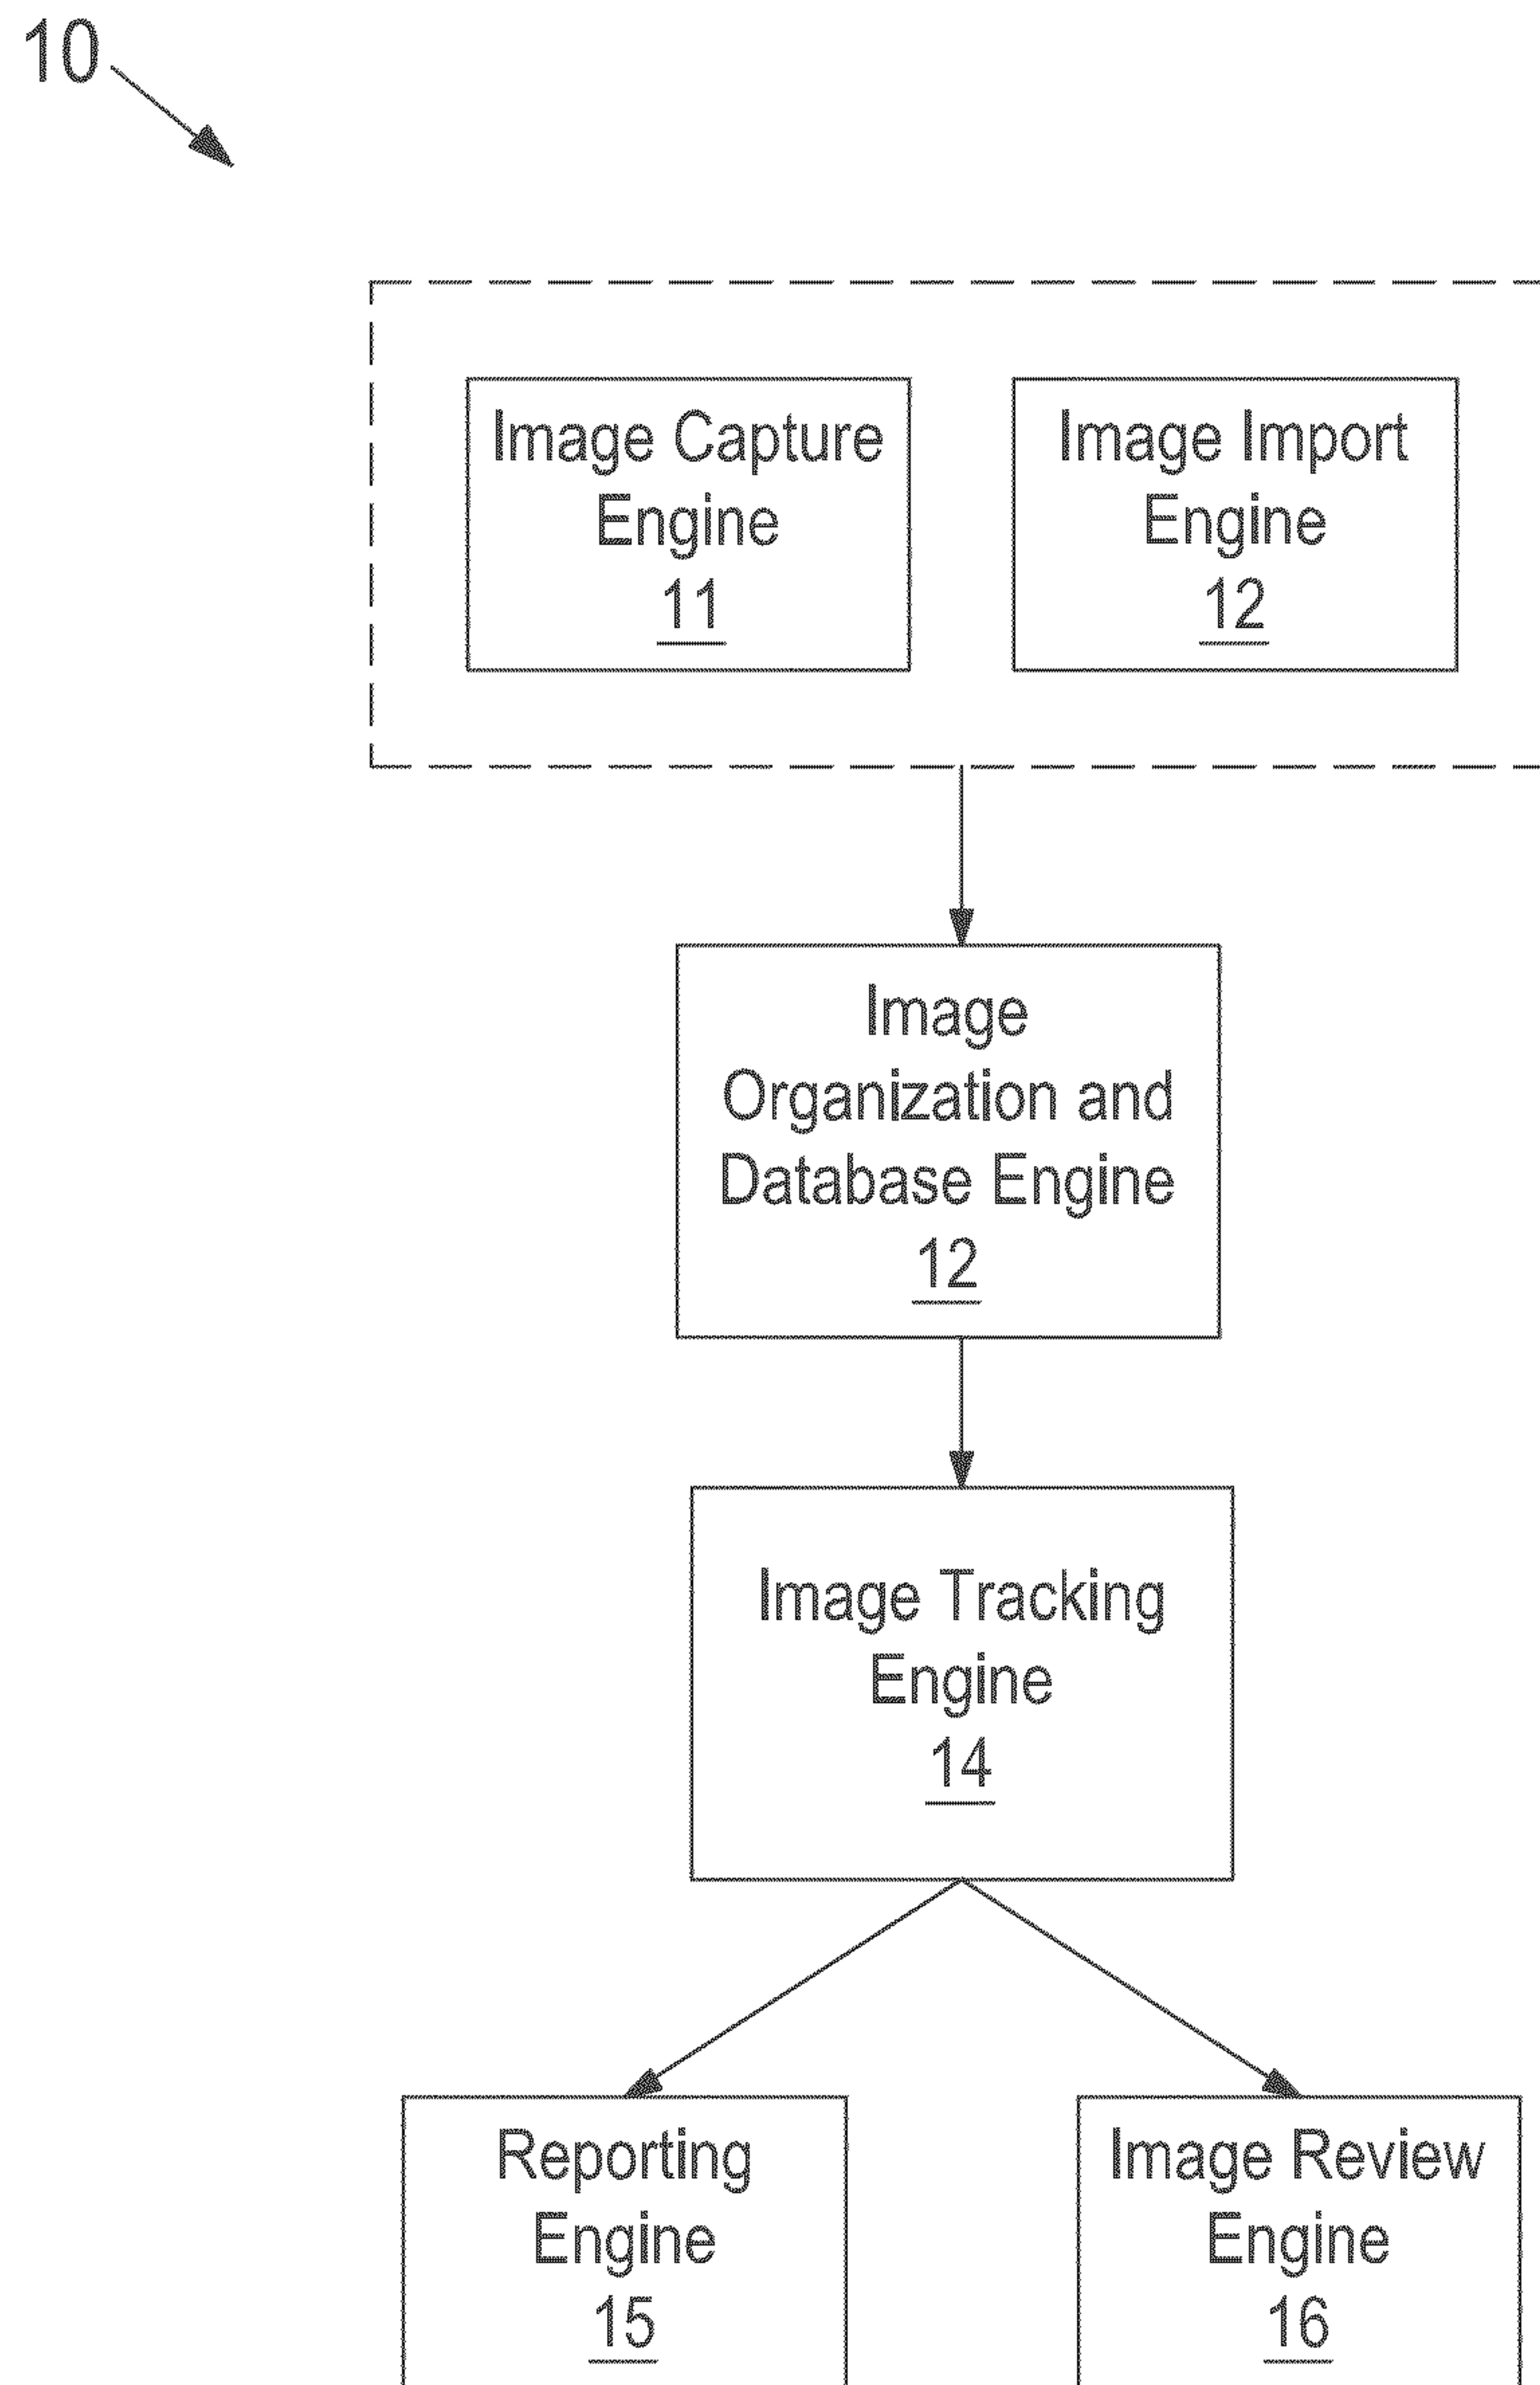 10
Image Capture
Engine
11
Image Import
Engine
12
Image
Organization and
Database Engine
12
Image Tracking
Engine
14
Reporting
Engine
15
Image Review
Engine
16